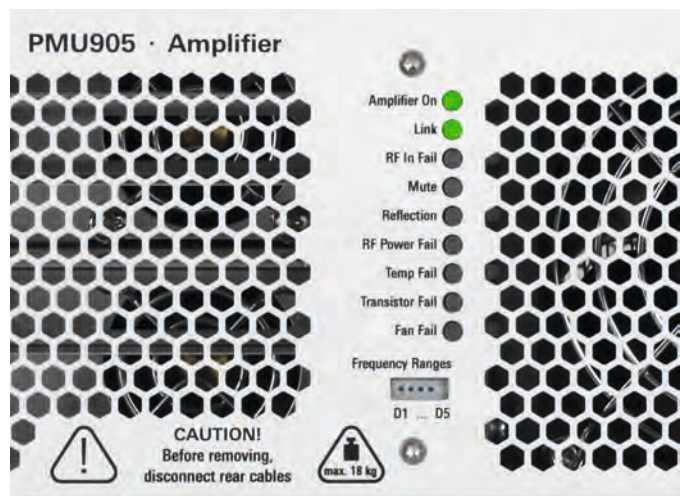 PMU905 · Amplifier
Amplifier On
Link
RF In Fail
Mute
Reflection
RF Power Fail
Temp Fail
Transistor Fail
Fan Fail
Frequency Ranges
D1 ... D5
CAUTION!
Before removing,
disconnect rear cables
max. 18 kg